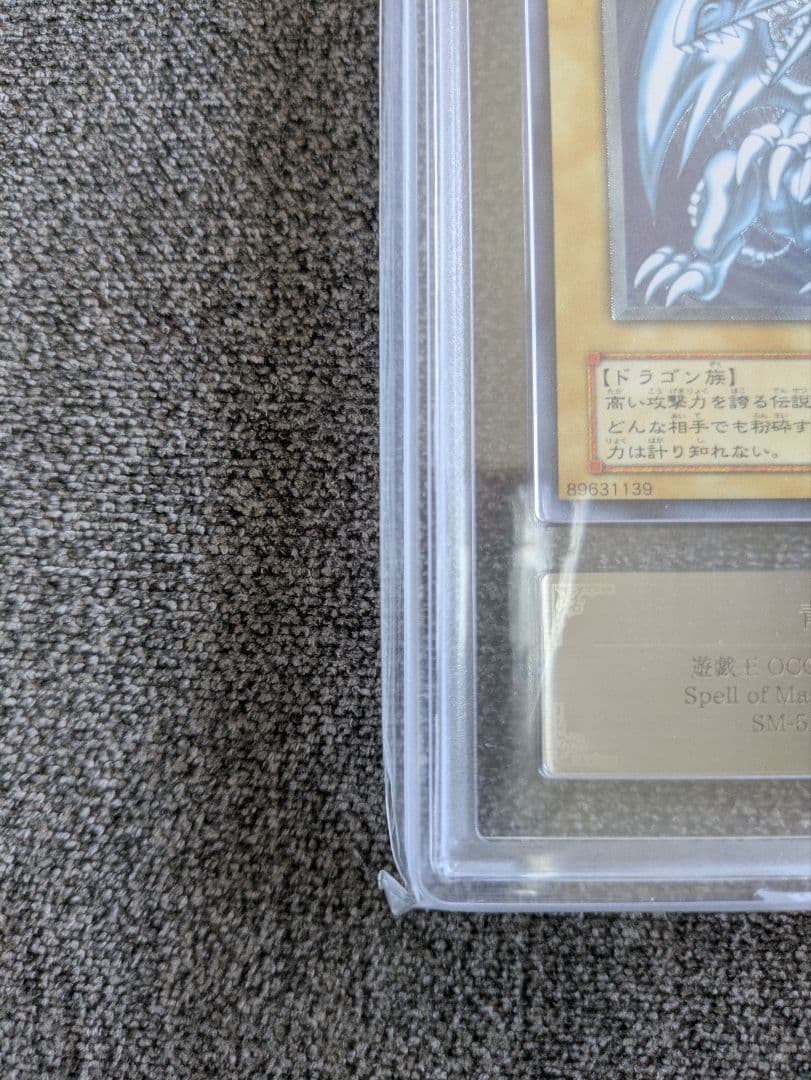 【ドラゴン族】
高い攻撃力を誇る伝説
どんな相手でも粉砕す
力は計り知れない。
89631139
遊戯王 OCG
Spell of Ma
SM-5